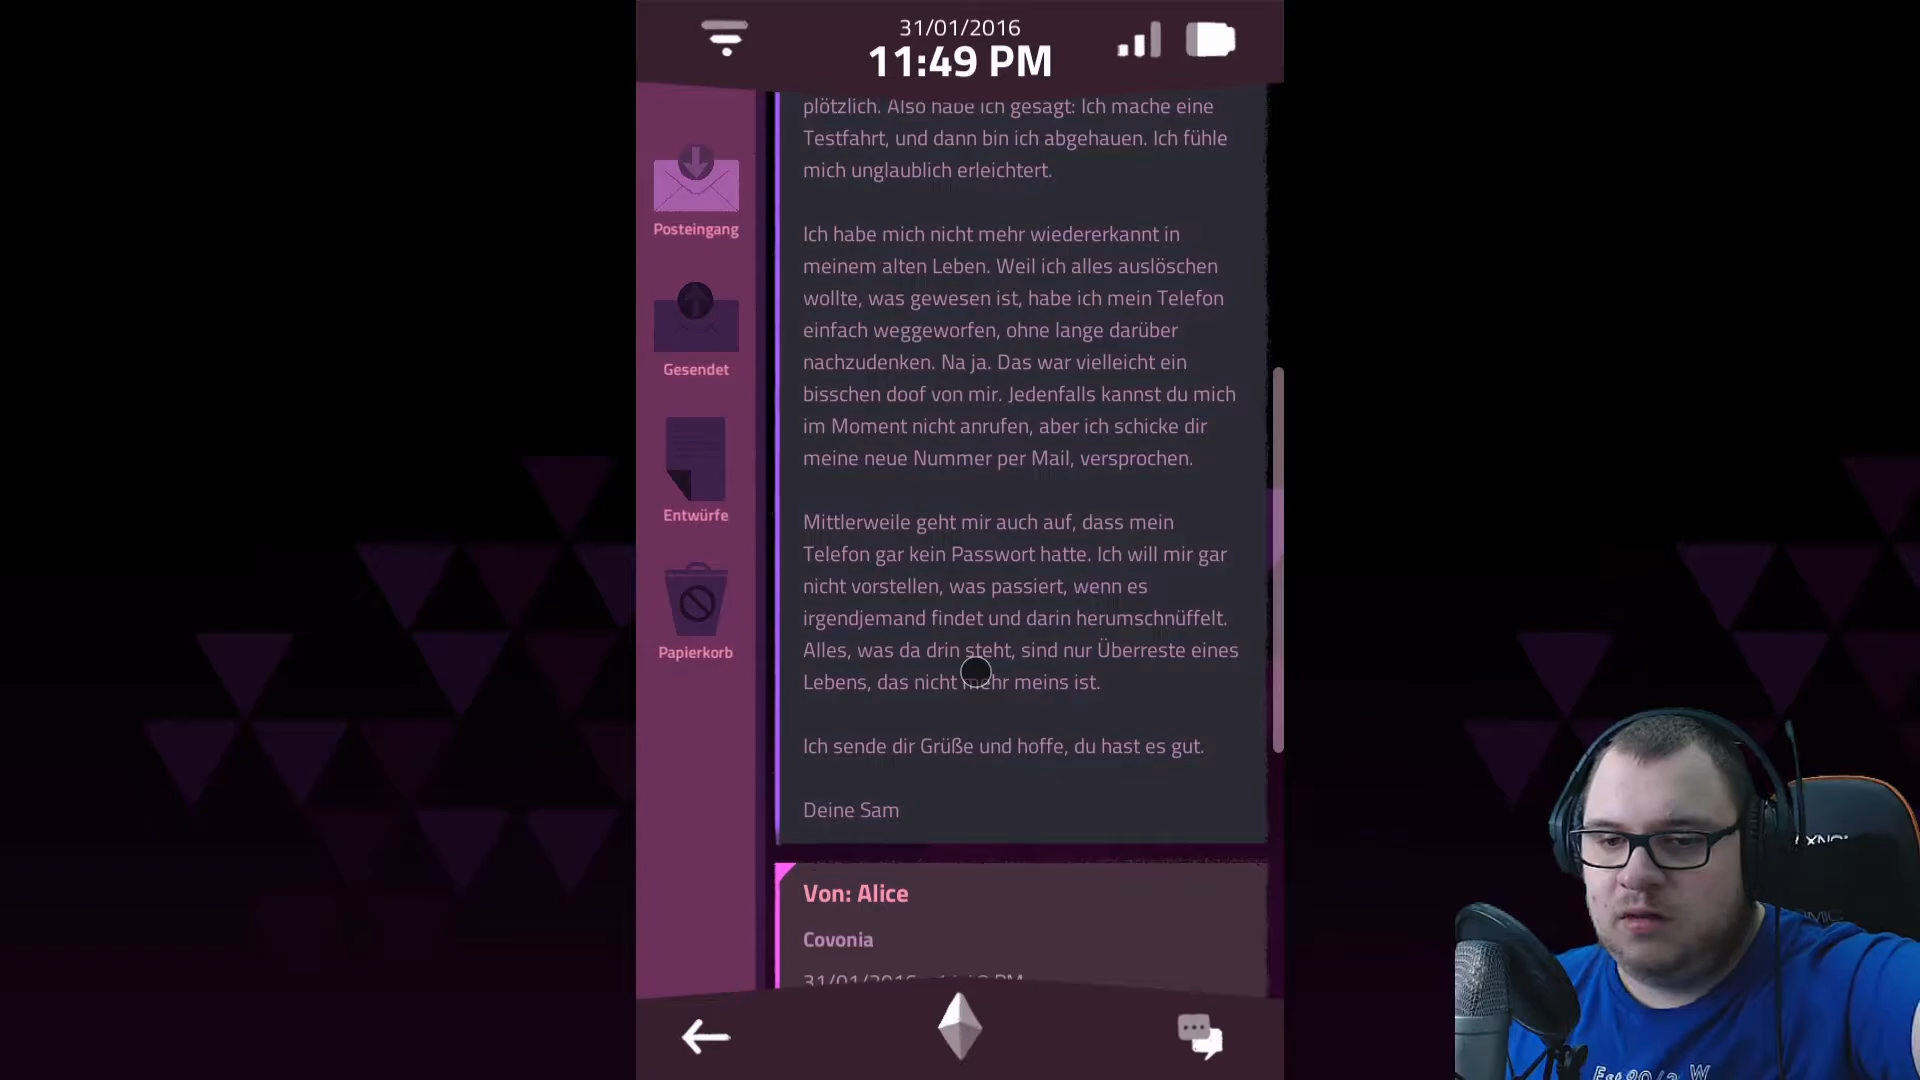 31/01/2016
11:49 PM
plötzlich. Also habe ich gesagt: Ich mache eine
Testfahrt, und dann bin ich abgehauen. Ich fühle
mich unglaublich erleichtert.
Ich habe mich nicht mehr wiedererkannt in
meinem alten Leben. Weil ich alles auslöschen
wollte, was gewesen ist, habe ich mein Telefon
einfach weggeworfen, ohne lange darüber
nachzudenken. Na ja. Das war vielleicht ein
bisschen doof von mir. Jedenfalls kannst du mich
im Moment nicht anrufen, aber ich schicke dir
meine neue Nummer per Mail, versprochen.
Mittlerweile geht mir auch auf, dass mein
Telefon gar kein Passwort hatte. Ich will mir gar
nicht vorstellen, was passiert, wenn es
irgendjemand findet und darin herumschnüffelt.
Alles, was da drin steht, sind nur Überreste eines
Lebens, das nicht mehr meins ist.
Ich sende dir Grüße und hoffe, du hast es gut.
Deine Sam
Von: Alice
Covonia
31/01/2016
PM
Posteingang
Gesendet
Entwürfe
Papierkorb